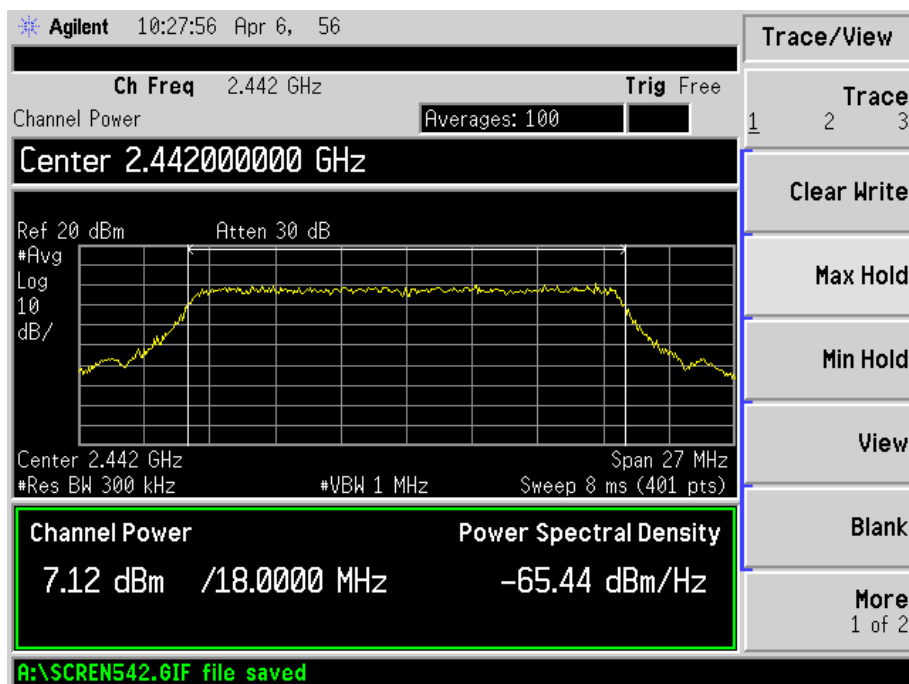 Agilent 10:27:56 Apr 6, 56
Ch Freq 2.442 GHz Trig Free
Channel Power Averages: 100
Center 2.442000000 GHz
Ref 20 dBm Atten 30 dB
#Avg
Log
10
dB/
Center 2.442 GHz Span 27 MHz
#Res BW 300 kHz #VBW 1 MHz Sweep 8 ms (401 pts)
Channel Power Power Spectral Density
7.12 dBm /18.0000 MHz -65.44 dBm/Hz
A:\SCREN542.GIF file saved
Trace/View
Trace
1 2 3
Clear Write
Max Hold
Min Hold
View
Blank
More
1 of 2